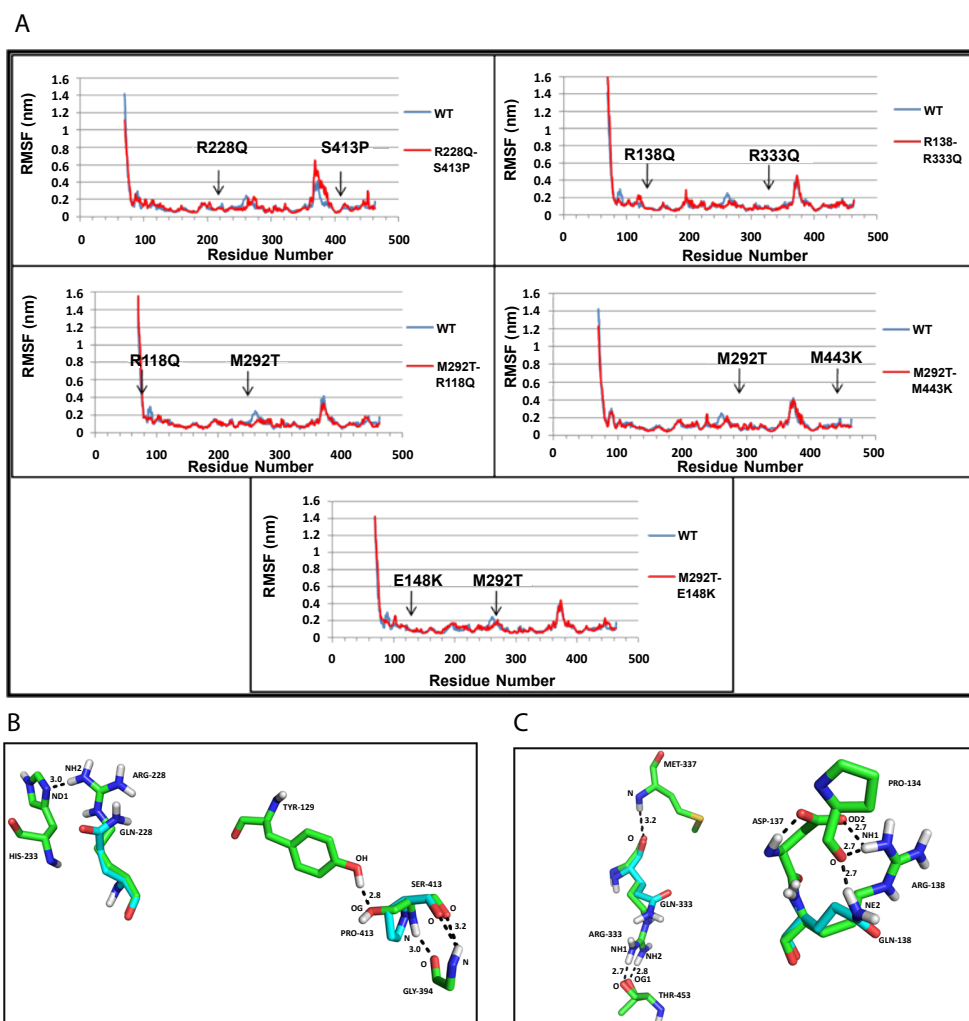 A
RMSF (nm)
1.6
1.4
1.2
1
0.8
0.6
0.4
0.2
0
R228Q
S413P
WT
R228Q-
S413P
0 100 200 300 400 500
Residue Number
RMSF (nm)
1.6
1.4
1.2
1
0.8
0.6
0.4
0.2
0
R138Q
R333Q
WT
R138-
R333Q
0 100 200 300 400 500
Residue Number
RMSF (nm)
1.6
1.4
1.2
1
0.8
0.6
0.4
0.2
0
R118Q
M292T
WT
M292T-
R118Q
0 100 200 300 400 500
Residue Number
RMSF (nm)
1.6
1.4
1.2
1
0.8
0.6
0.4
0.2
0
M292T
M443K
WT
M292T-
M443K
0 100 200 300 400 500
Residue Number
RMSF (nm)
1.6
1.4
1.2
1
0.8
0.6
0.4
0.2
0
E148K
M292T
WT
M292T-
E148K
0 100 200 300 400 500
Residue Number
B
NH2
3.0
ARG-228
ND1
GLN-228
HIS-233
TYR-129
OH
2.8
SER-413
OG
O
O
PRO-413
3.2
N
3.0
N
O
GLY-394
C
MET-337
N
3.2
O
GLN-333
ARG-333
NH1
NH2
2.7
2.8
OG1
O
THR-453
PRO-134
ASP-137
OD2
2.7
NH1
2.7
O
ARG-138
2.7
NE2
GLN-138